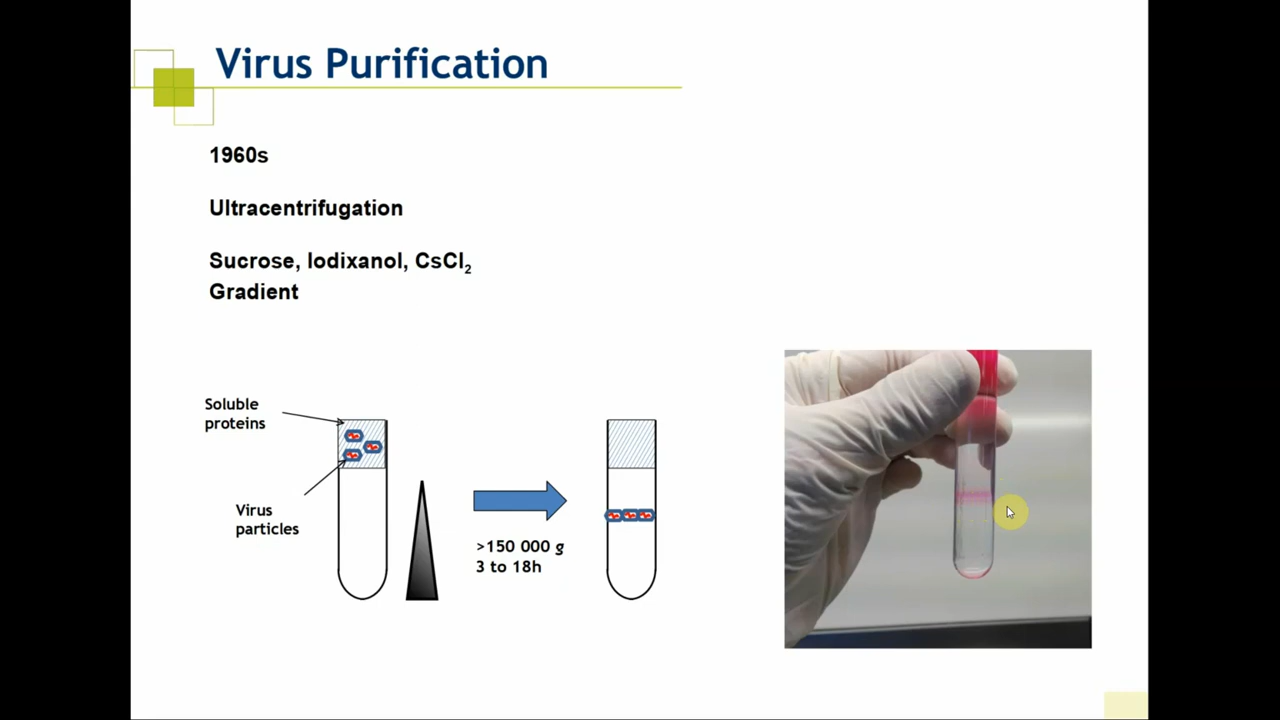 Virus Purification
1960s
Ultracentrifugation
Sucrose, Iodixanol, CsCl₂
Gradient
Soluble
proteins
Virus
particles
>150 000 g
3 to 18h